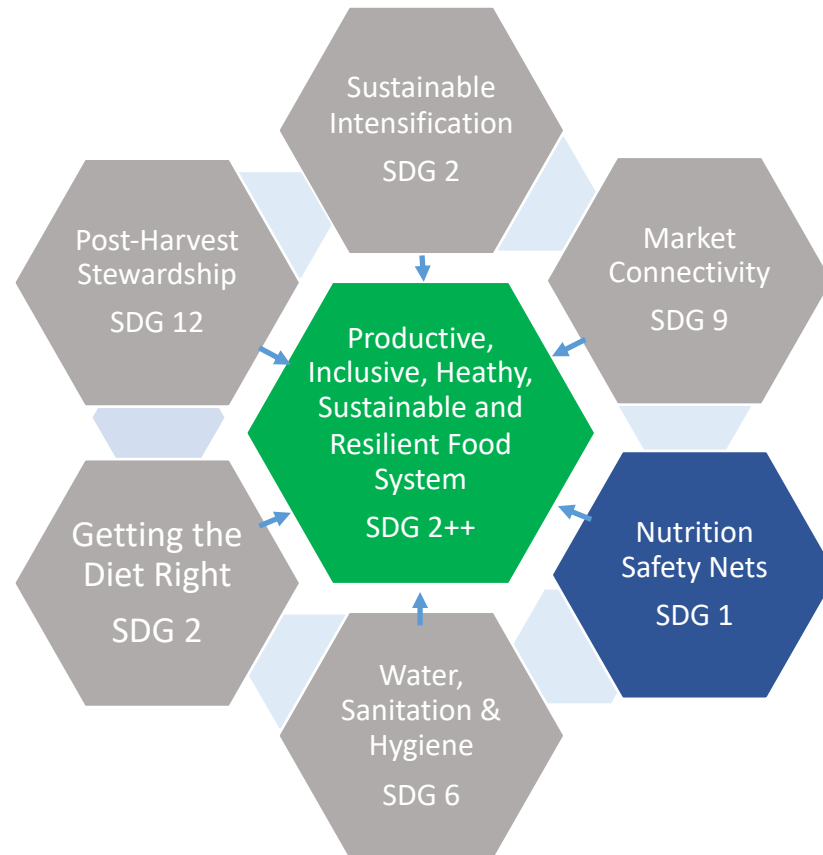 Sustainable
Intensification
SDG 2
Post-Harvest
Stewardship
SDG 12
Market
Connectivity
SDG 9
Productive,
Inclusive, Heathy,
Sustainable and
Resilient Food
System
SDG 2++
Getting the
Diet Right
SDG 2
Nutrition
Safety Nets
SDG 1
Water,
Sanitation &
Hygiene
SDG 6